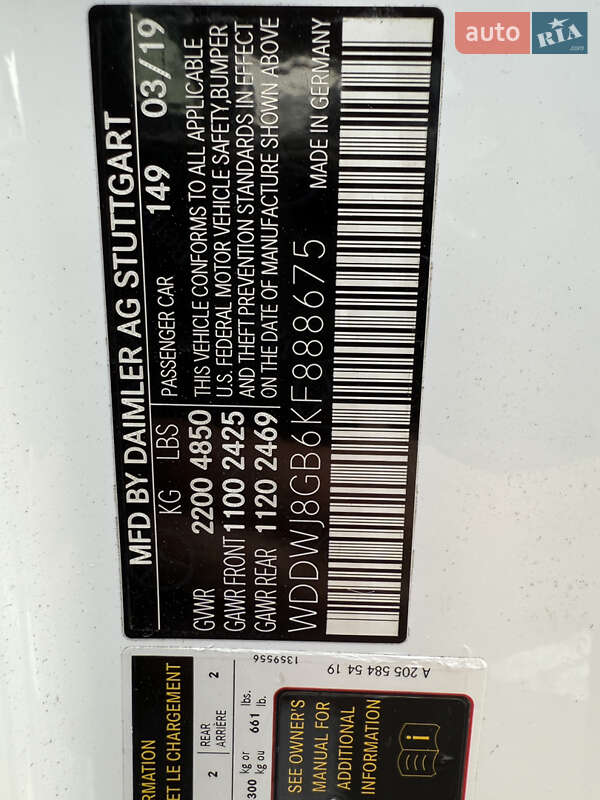 auto RIA.com
MFD BY DAIMLER AG STUTTGART
149 03/19
KG LBS PASSENGER CAR
GVWR 2200 4850
GAWR FRONT 1100 2425
GAWR REAR 1120 2469
THIS VEHICLE CONFORMS TO ALL APPLICABLE
U.S. FEDERAL MOTOR VEHICLE SAFETY,BUMPER
AND THEFT PREVENTION STANDARDS IN EFFECT
ON THE DATE OF MANUFACTURE SHOWN ABOVE
WDDWJ8GB6KF888675 MADE IN GERMANY
RMATION
ET LE CHARGEMENT
2 REAR 2
ARRIÈRE
300 kg or 661 lbs.
kg ou lb.
1359556
A 205 584 54 19
SEE OWNER'S
MANUAL FOR
ADDITIONAL
INFORMATION